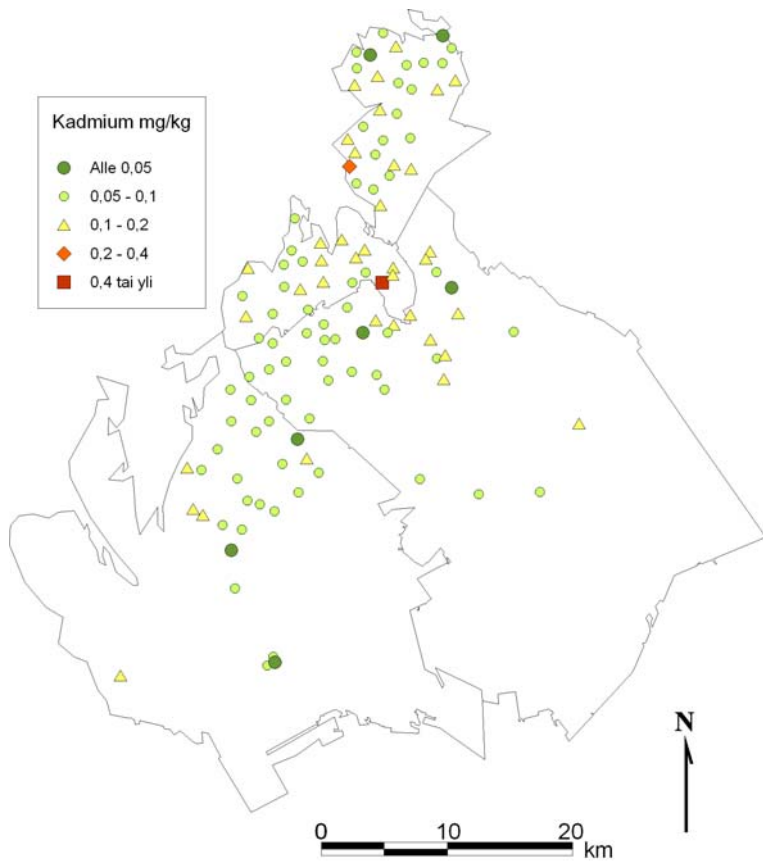 Kadmium mg/kg
Alle 0,05
0,05 - 0,1
0,1 - 0,2
0,2 - 0,4
0,4 tai yli
N
0 10 20
km